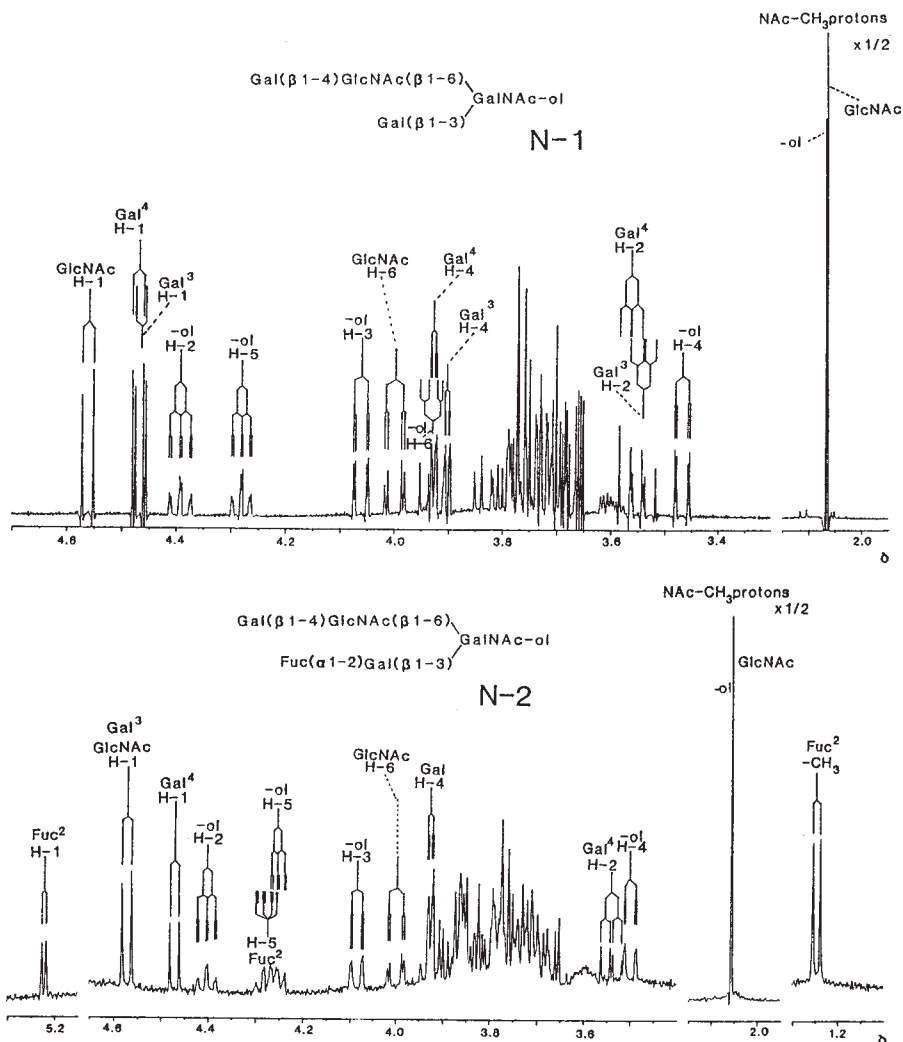 NAc-CH3protons
x1/2
Gal(β1-4)GlcNAc(β1-6)
GalNAc-ol
Gal(β1-3)
N-1
GlcNAc
-ol
Gal4
H-1
GlcNAc
H-1
Gal3
H-1
-ol
H-2
-ol
H-5
-ol
H-3
GlcNAc
H-6
Gal4
H-4
Gal3
H-4
-ol
H-6
Gal4
H-2
Gal3
H-2
-ol
H-4
4.6
4.4
4.2
4.0
3.8
3.6
3.4
2.0
δ
NAc-CH3protons
x1/2
Gal(β1-4)GlcNAc(β1-6)
GalNAc-ol
Fuc(α1-2)Gal(β1-3)
N-2
GlcNAc
-ol
Fuc2
H-1
Gal3
GlcNAc
H-1
Gal4
H-1
-ol
H-2
-ol
H-5
H-5
Fuc2
-ol
H-3
GlcNAc
H-6
Gal
H-4
Gal4
H-2
-ol
H-4
Fuc2
-CH3
5.2
4.6
4.4
4.2
4.0
3.8
3.6
2.0
1.2
δ